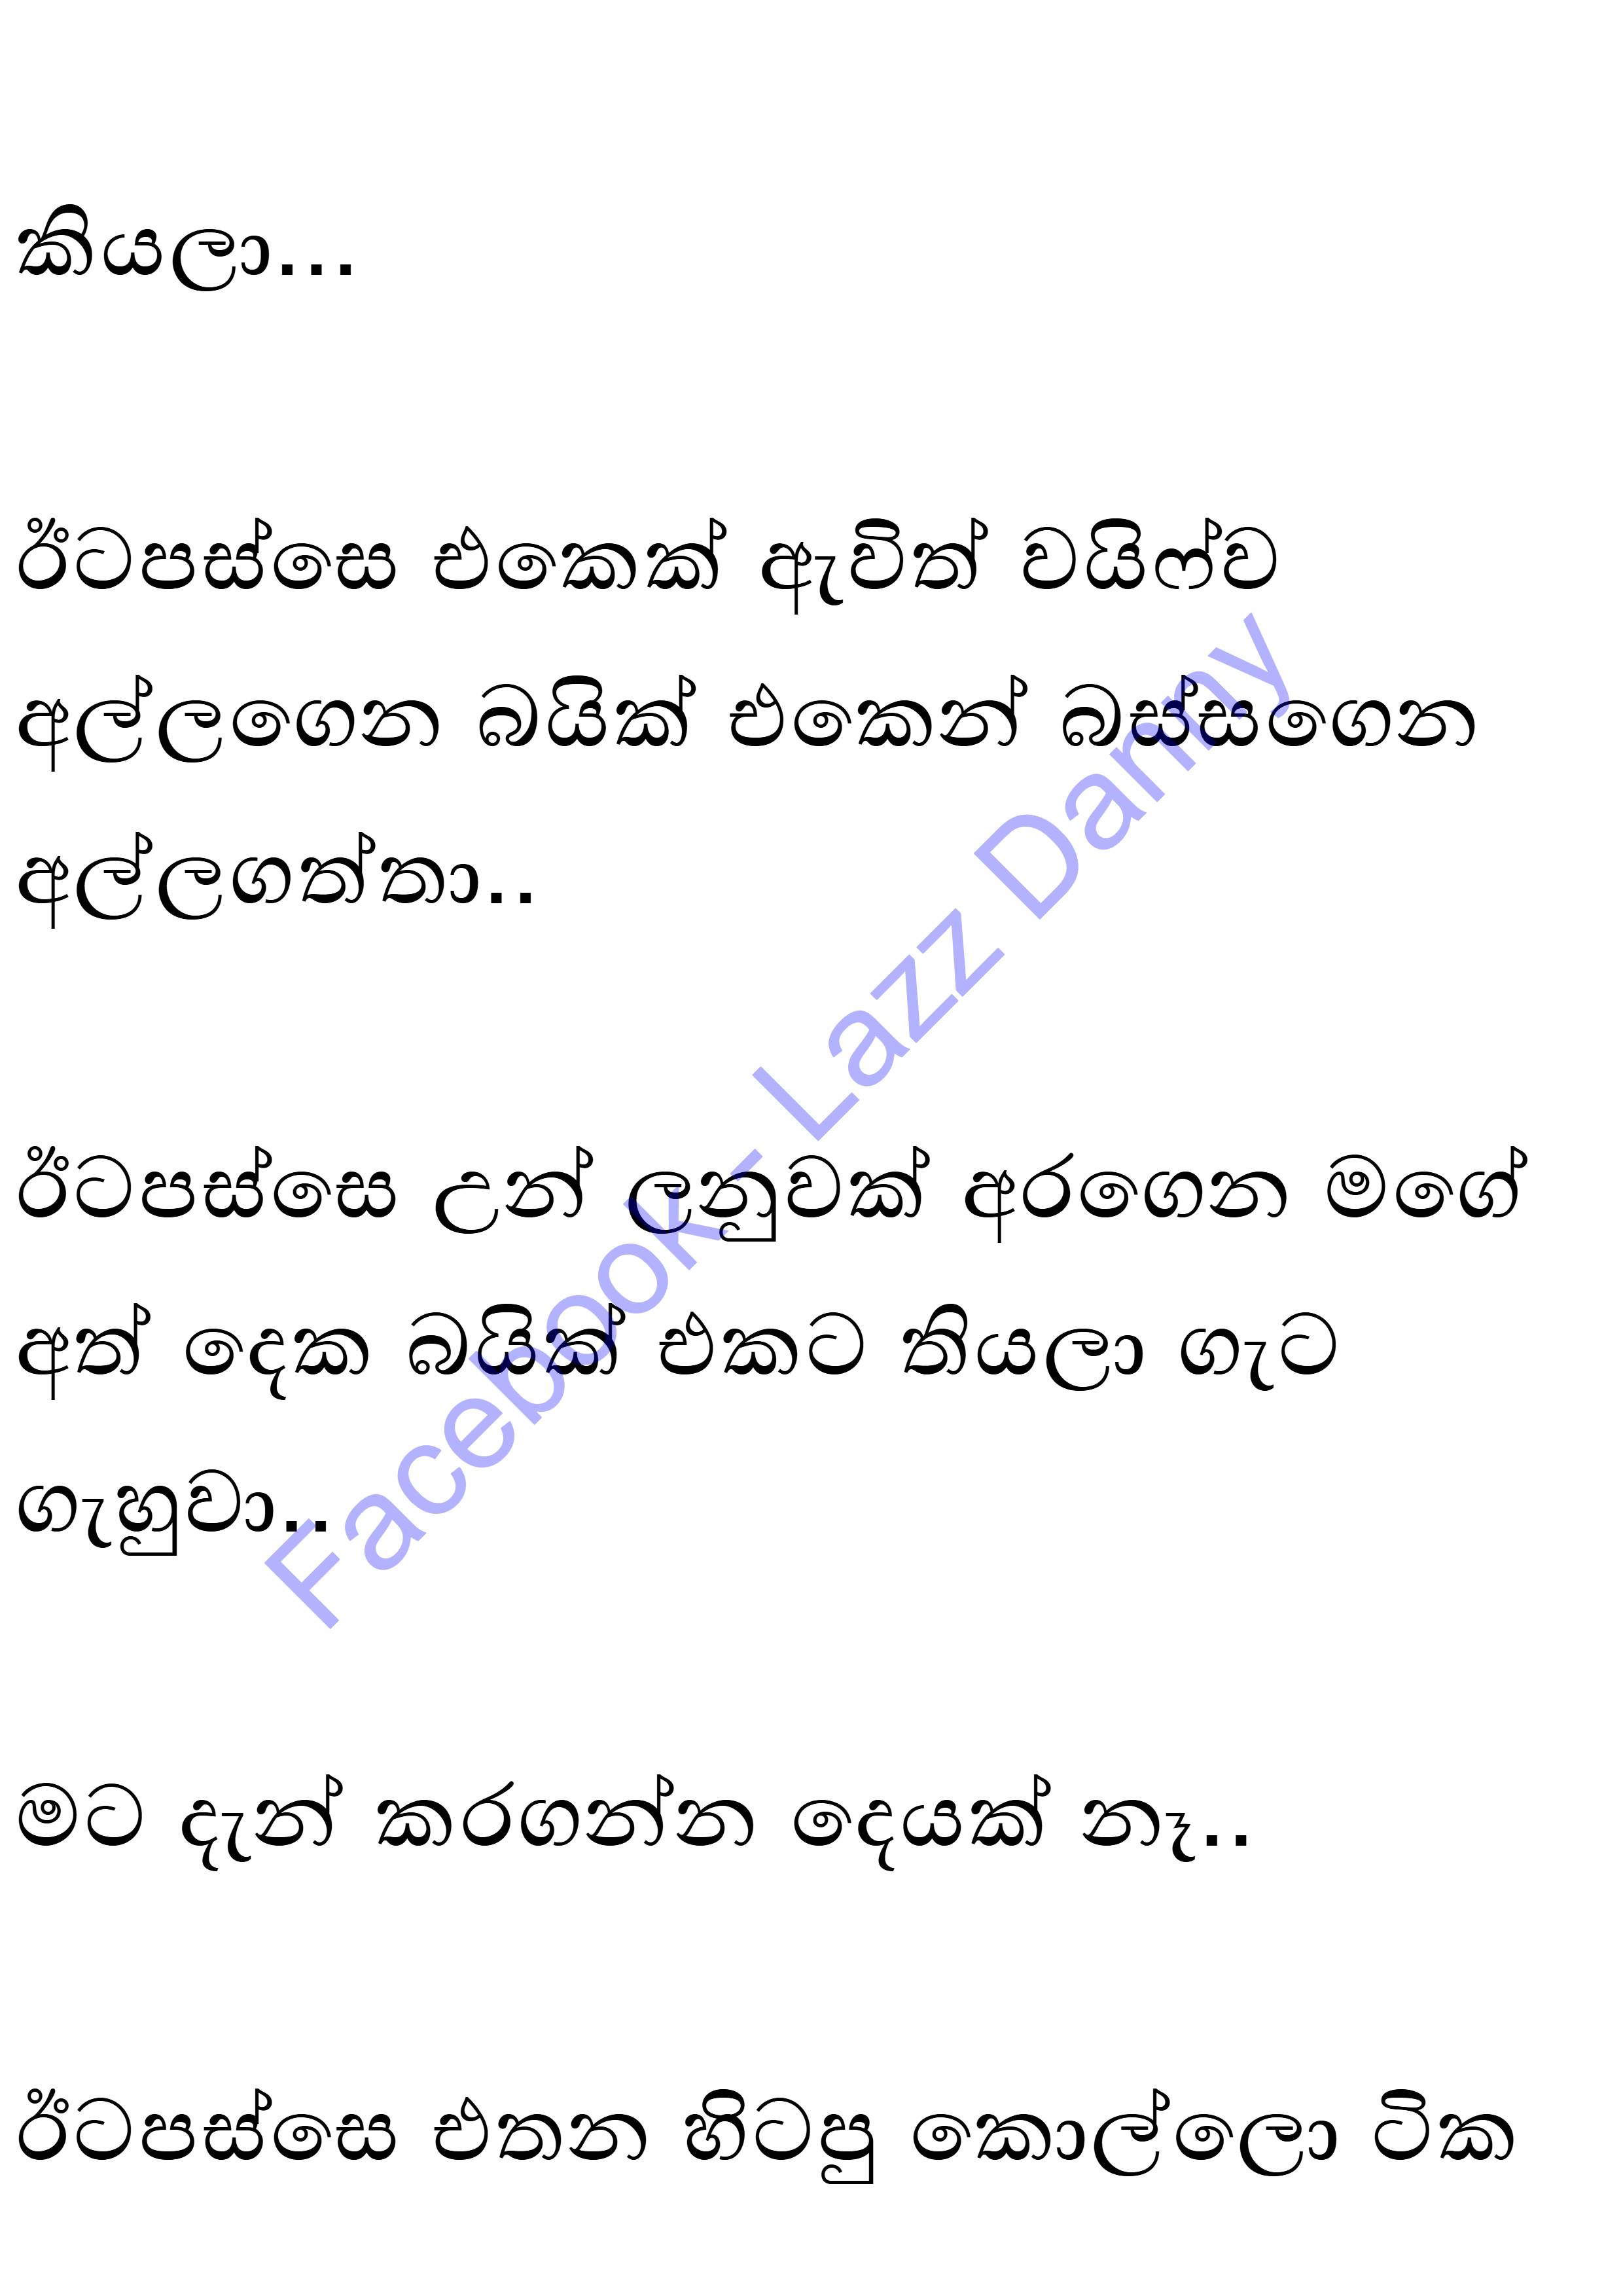 කියලා...
ඊටපස්සෙ එකෙක් ඇවිත් වයිෆ්ව
අල්ලගෙන බයික් එකෙන් බස්සගෙන
අල්ලගත්තා..
ඊටපස්සෙ උන් ලනුවක් අරගෙන මගේ
අත් දෙක බයික් එකට තියලා ගැට
ගැහුවා..
මට දැන් කරගන්න දෙයක් නෑ..
ඊටපස්සෙ එතන හිටපු කොල්ලො ටික
Facebook- Lazz Dammy